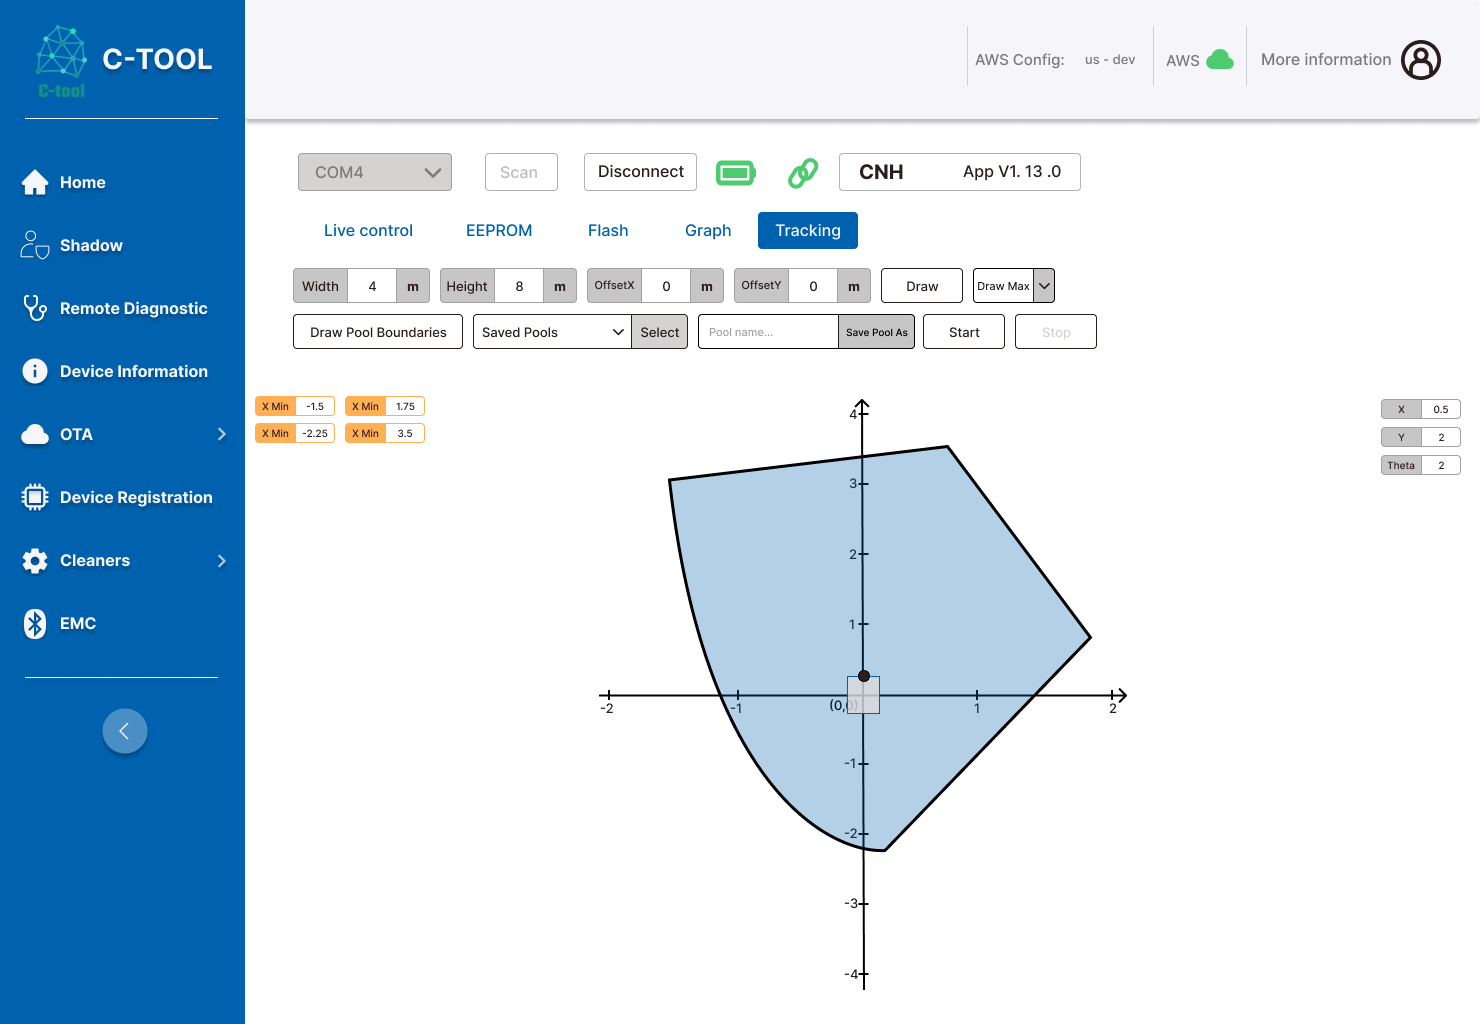 C-TOOL
C-tool
AWS Config: us - dev
AWS
More information
Home
Shadow
Remote Diagnostic
Device Information
OTA
Device Registration
Cleaners
EMC
COM4
Scan
Disconnect
CNH App V1. 13 .0
Live control EEPROM Flash Graph Tracking
Width 4 m Height 8 m OffsetX 0 m OffsetY 0 m Draw Draw Max
Draw Pool Boundaries Saved Pools Select Pool name... Save Pool As Start Stop
X Min -1.5 X Min 1.75
X Min -2.25 X Min 3.5
X 0.5
Y 2
Theta 2
4
3
2
1
(0,0)
-2 -1 1 2
-1
-2
-3
-4